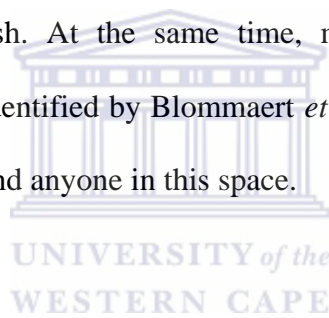 sh. At the same time,
entified by Blommaert et
nd anyone in this space.
UNIVERSITY of the
WESTERN CAPE